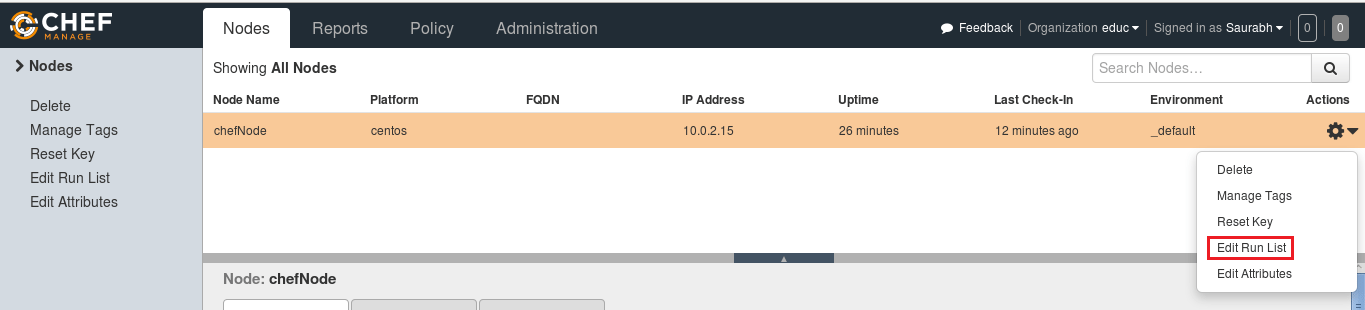 CHEF
MANAGE
Nodes Reports Policy Administration Feedback Organization educ Signed in as Saurabh 0 0
Nodes
Delete
Manage Tags
Reset Key
Edit Run List
Edit Attributes
Showing All Nodes Search Nodes...
Node Name Platform FQDN IP Address Uptime Last Check-In Environment Actions
chefNode centos 10.0.2.15 26 minutes 12 minutes ago _default
Delete
Manage Tags
Reset Key
Edit Run List
Edit Attributes
Node: chefNode